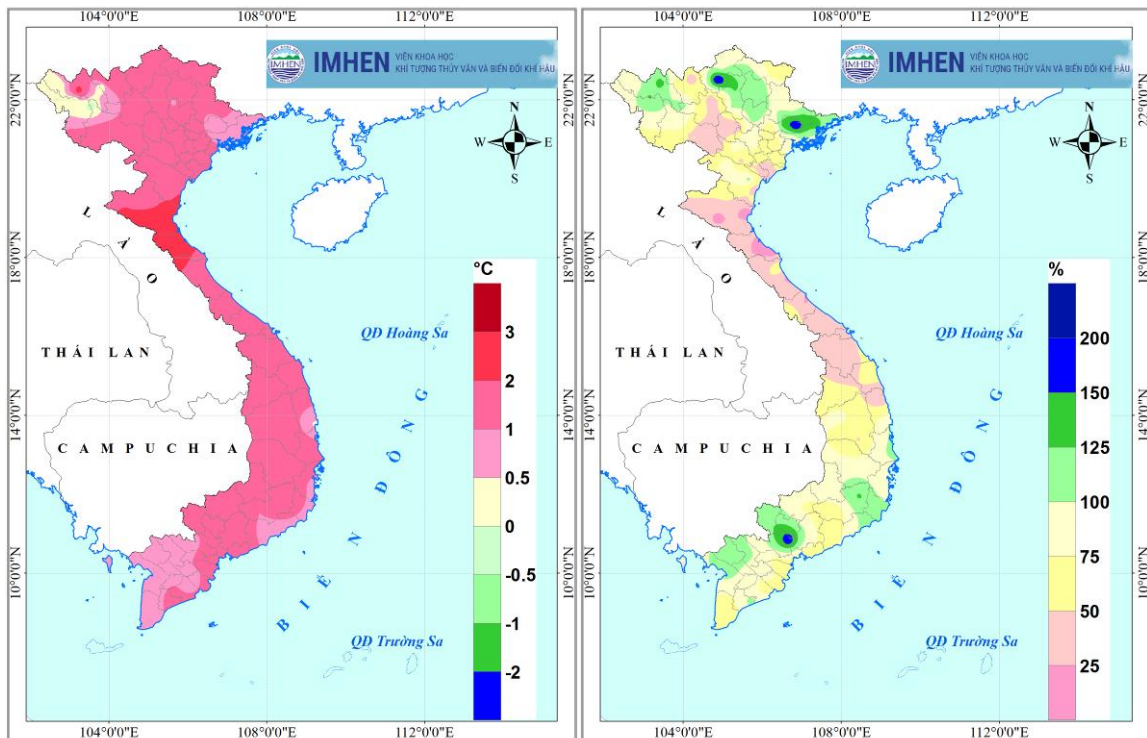 104°0'0"E 108°0'0"E 112°0'0"E
IMHEN VIỆN KHOA HỌC
KHÍ TƯỢNG THỦY VĂN VÀ BIẾN ĐỔI KHÍ HẬU
IMHEN
22°0'0"N
N
W E
S
18°0'0"N
14°0'0"N
10°0'0"N
LÀO
THÁI LAN
CAMPUCHIA
QĐ Hoàng Sa
BIỂN ĐÔNG
QĐ Trường Sa
°C
3
2
1
0.5
0
-0.5
-1
-2
104°0'0"E 108°0'0"E 112°0'0"E
104°0'0"E 108°0'0"E 112°0'0"E
IMHEN VIỆN KHOA HỌC
KHÍ TƯỢNG THỦY VĂN VÀ BIẾN ĐỔI KHÍ HẬU
IMHEN
22°0'0"N
N
W E
S
18°0'0"N
14°0'0"N
10°0'0"N
LÀO
THÁI LAN
CAMPUCHIA
QĐ Hoàng Sa
BIỂN ĐÔNG
QĐ Trường Sa
%
200
150
125
100
75
50
25
104°0'0"E 108°0'0"E 112°0'0"E